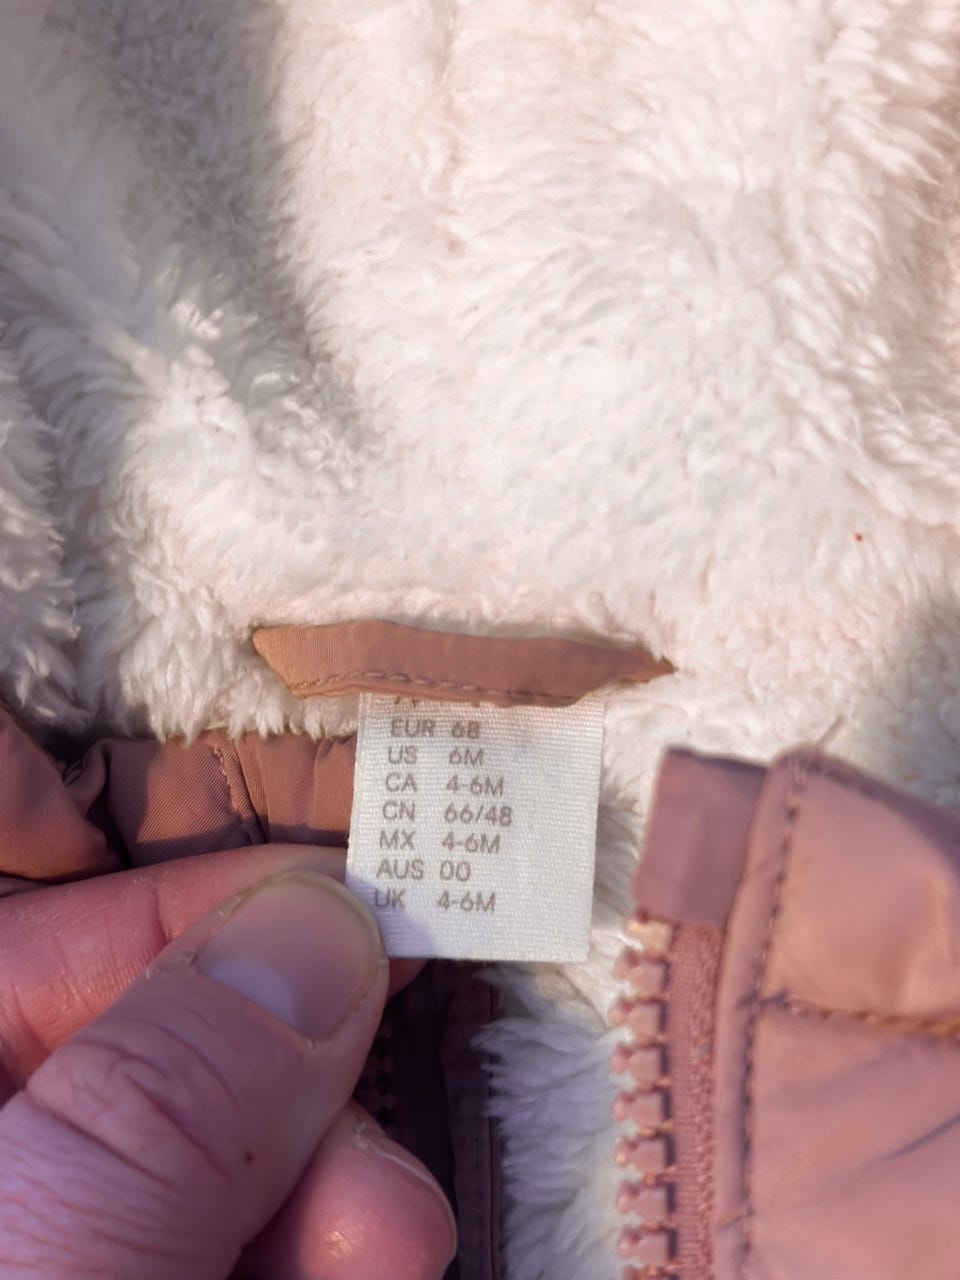 EUR 68
US 6M
CA 4-6M
CN 66/48
MX 4-6M
AUS 00
UK 4-6M